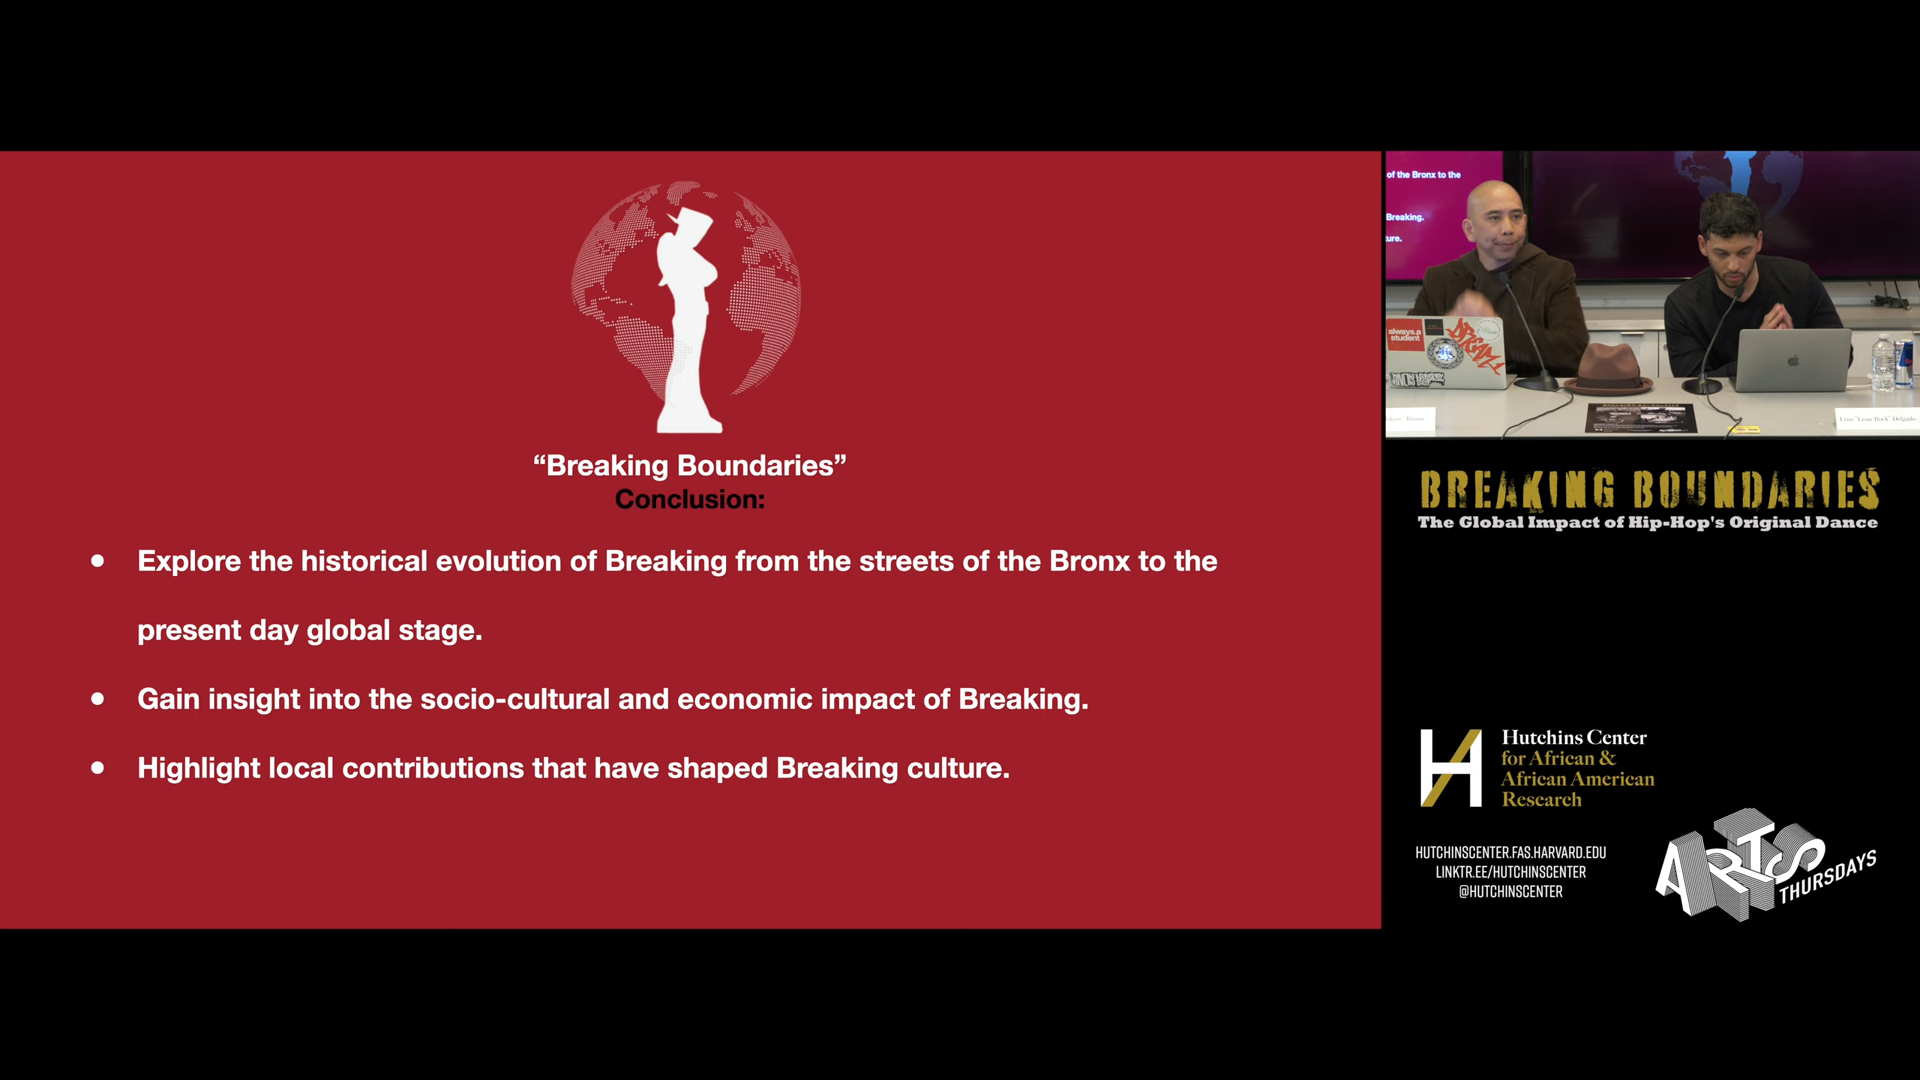 “Breaking Boundaries”
Conclusion:
● Explore the historical evolution of Breaking from the streets of the Bronx to the
present day global stage.
● Gain insight into the socio-cultural and economic impact of Breaking.
● Highlight local contributions that have shaped Breaking culture.
of the Bronx to the
Breaking.
ure.
always a
student
DREAM
BREAKING BOUNDARIES
The Global Impact of Hip-Hop's Original Dance
Hutchins Center
for African &
African American
Research
HUTCHINSCENTER.FAS.HARVARD.EDU
LINKTR.EE/HUTCHINSCENTER
@HUTCHINSCENTER
ARTS
THURSDAYS